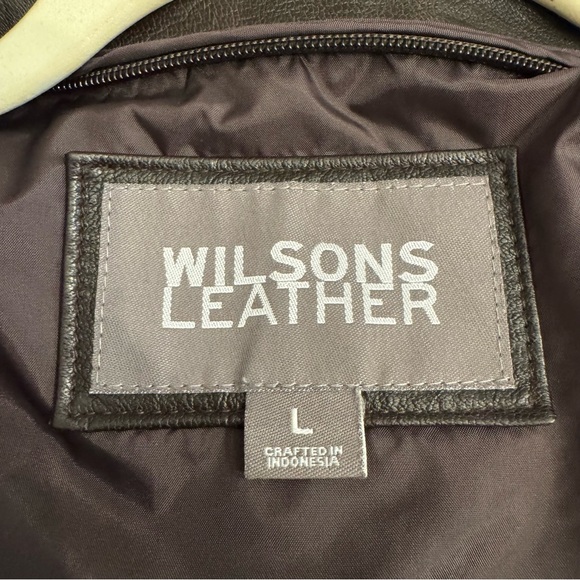 WILSONS
LEATHER
L
CRAFTED IN
INDONESIA